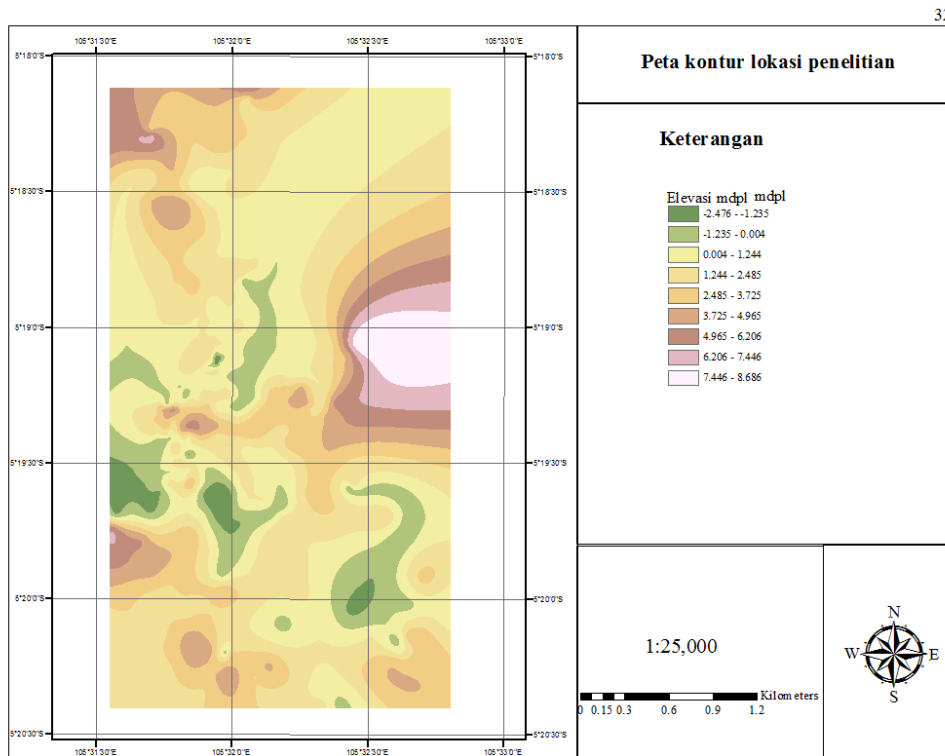 32
105°31'30"E 105°32'0"E 105°32'30"E 105°33'0"E
5°18'0"S 5°18'0"S
5°18'30"S 5°18'30"S
5°19'0"S 5°19'0"S
5°19'30"S 5°19'30"S
5°20'0"S 5°20'0"S
5°20'30"S 5°20'30"S
105°31'30"E 105°32'0"E 105°32'30"E 105°33'0"E
Peta kontur lokasi penelitian
Keterangan
Elevasi mdpl mdpl
-2.476 - -1.235
-1.235 - 0.004
0.004 - 1.244
1.244 - 2.485
2.485 - 3.725
3.725 - 4.965
4.965 - 6.206
6.206 - 7.446
7.446 - 8.686
1:25,000
Kilometers
0 0.15 0.3 0.6 0.9 1.2
N
W E
S